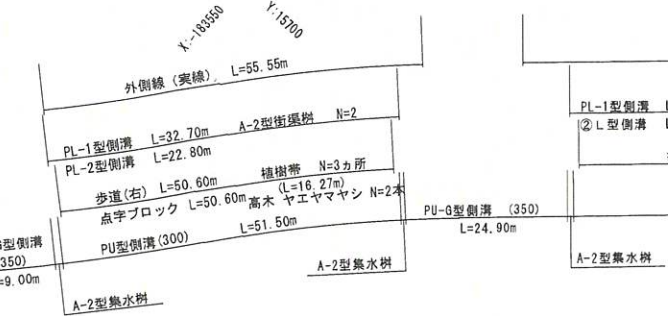 X:-183550
Y:15700
外側線（実線） L=55.55m
PL-1型側溝 L=32.70m A-2型街渠桝 N=2
PL-2型側溝 L=22.80m
歩道(右) L=50.60m 植樹帯 N=3ヵ所
(L=16.27m)
点字ブロック L=50.60m 高木 ヤエヤマヤシ N=2本
PU型側溝(300) L=51.50m
型側溝
350)
=9.00m
A-2型集水桝
A-2型集水桝
PU-G型側溝 (350)
L=24.90m
PL-1型側溝
②L型側溝
A-2型集水桝